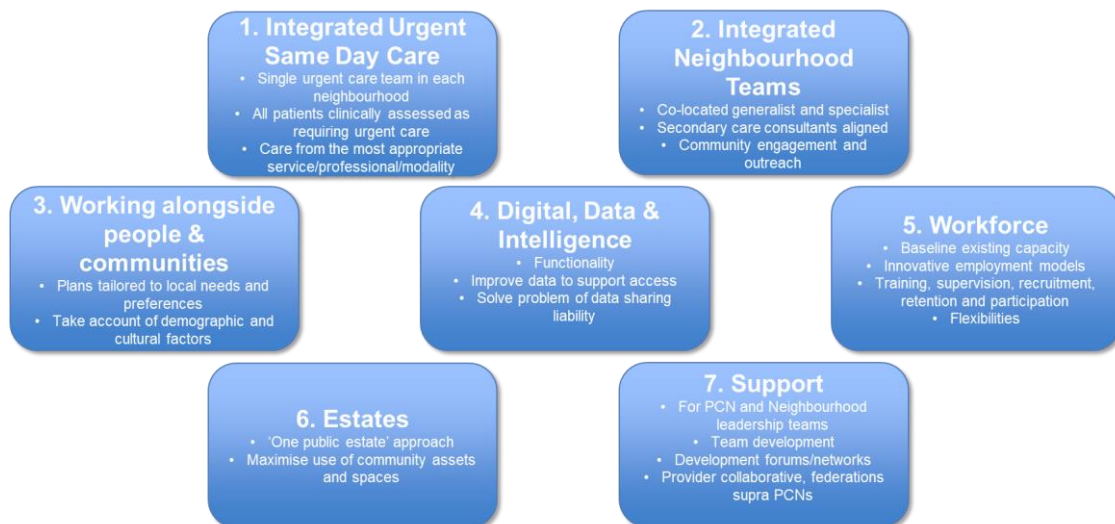 1. Integrated Urgent
Same Day Care
• Single urgent care team in each
neighbourhood
• All patients clinically assessed as
requiring urgent care
• Care from the most appropriate
service/professional/modality
2. Integrated
Neighbourhood
Teams
• Co-located generalist and specialist
• Secondary care consultants aligned
• Community engagement and
outreach
3. Working alongside
people &
communities
• Plans tailored to local needs and
preferences
• Take account of demographic and
cultural factors
4. Digital, Data &
Intelligence
• Functionality
• Improve data to support access
• Solve problem of data sharing
liability
5. Workforce
• Baseline existing capacity
• Innovative employment models
• Training, supervision, recruitment,
retention and participation
• Flexibilities
6. Estates
• 'One public estate' approach
• Maximise use of community assets
and spaces
7. Support
• For PCN and Neighbourhood
leadership teams
• Team development
• Development forums/networks
• Provider collaborative, federations
supra PCNs